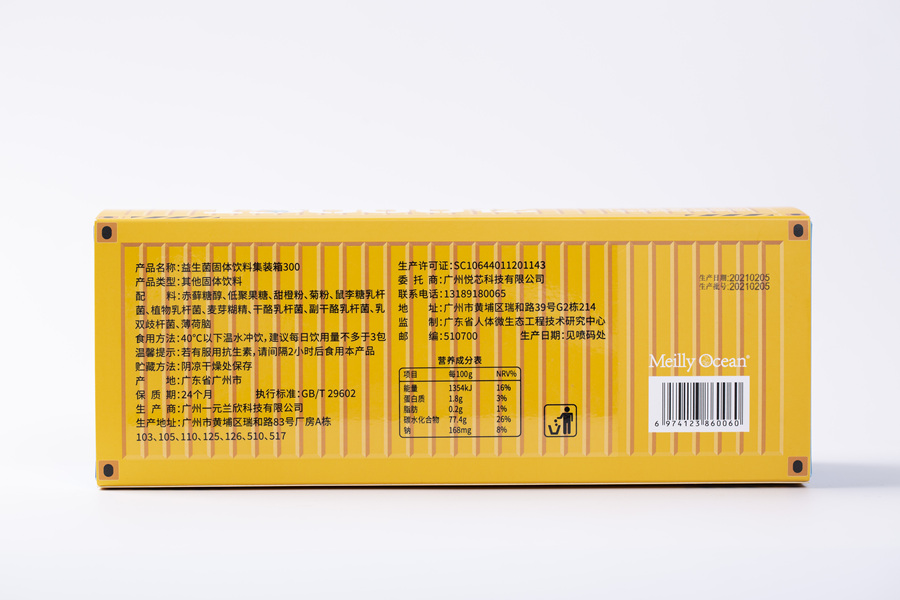 产品名称:益生菌固体饮料集装箱300
产品类型:其他固体饮料
配 料:赤藓糖醇、低聚果糖、甜橙粉、菊粉、鼠李糖乳杆
菌、植物乳杆菌、麦芽糊精、干酪乳杆菌、副干酪乳杆菌、乳
双歧杆菌、薄荷脑
食用方法:40℃以下温水冲饮,建议每日饮用量不多于3包
温馨提示:若有服用抗生素,请间隔2小时后食用本产品
贮藏方法:阴凉干燥处保存
产 地:广东省广州市
保 质 期:24个月 执行标准:GB/T 29602
生 产 商:广州一元兰欣科技有限公司
生产地址:广州市黄埔区瑞和路83号厂房A栋
103、105、110、125、126、510、517
生产许可证:SC10644011201143
委 托 商:广州悦芯科技有限公司
联系电话:13189180065
地 址:广州市黄埔区瑞和路39号G2栋214
监 制:广东省人体微生态工程技术研究中心
邮 编:510700 生产日期:见喷码处
营养成分表
项目 每100g NRV%
能量 1354kJ 16%
蛋白质 1.8g 3%
脂肪 0.2g 1%
碳水化合物 77.4g 26%
钠 168mg 8%
生产日期:20210205
生产批号:20210205
Meilly Ocean®
6 974123 860060